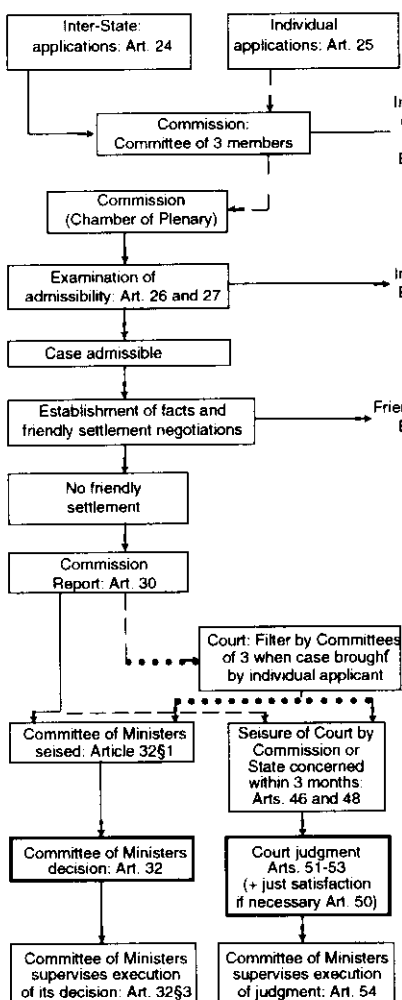 Inter-State:
applications: Art. 24
Individual
applications: Art. 25
Commission:
Committee of 3 members
Commission
(Chamber of Plenary)
Examination of
admissibility: Art. 26 and 27
Case admissible
Establishment of facts and
friendly settlement negotiations
No friendly
settlement
Commission
Report: Art. 30
Court: Filter by Committees
of 3 when case brought
by individual applicant
Committee of Ministers
seised: Article 32§1
Seisure of Court by
Commission or
State concerned
within 3 months:
Arts. 46 and 48
Committee of Ministers
decision: Art. 32
Court judgment
Arts. 51-53
(+ just satisfaction
if necessary Art. 50)
Committee of Ministers
supervises execution
of its decision: Art. 32§3
Committee of Ministers
supervises execution
of judgment: Art. 54